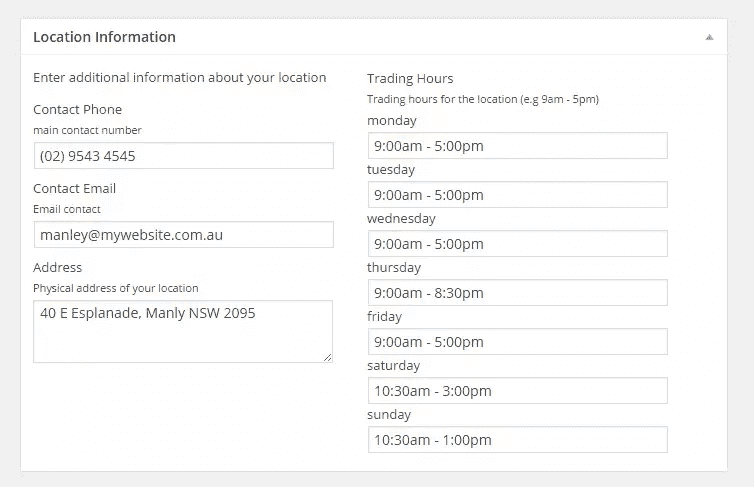 Location Information
Enter additional information about your location
Contact Phone
main contact number
(02) 9543 4545
Contact Email
Email contact
manley@mywebsite.com.au
Address
Physical address of your location
40 E Esplanade, Manly NSW 2095
Trading Hours
Trading hours for the location (e.g 9am - 5pm)
monday
9:00am - 5:00pm
tuesday
9:00am - 5:00pm
wednesday
9:00am - 5:00pm
thursday
9:00am - 8:30pm
friday
9:00am - 5:00pm
saturday
10:30am - 3:00pm
sunday
10:30am - 1:00pm